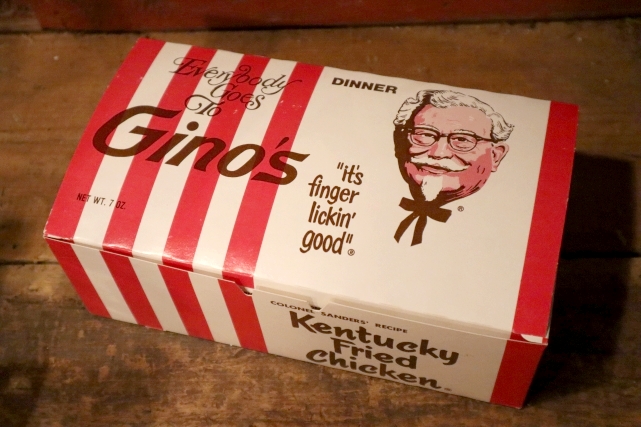 Everybody
Goes
To
Gino's
NET WT. 7 OZ.
DINNER
"it's
finger
lickin'
good"®
®
COLONEL SANDERS' RECIPE
Kentucky
Fried
Chicken®